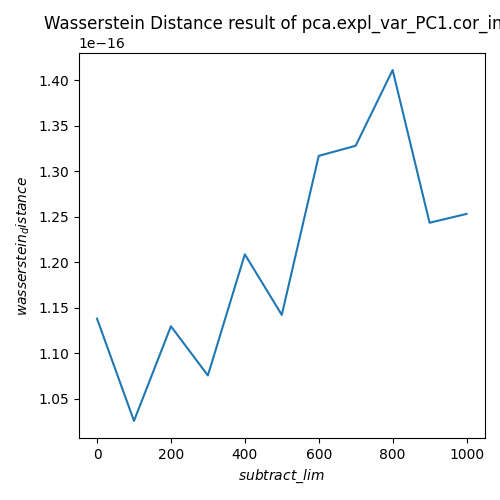 Wasserstein Distance result of pca.expl_var_PC1.cor_in
1e−16
1.40
1.35
1.30
1.25
1.20
1.15
1.10
1.05
wasserstein_distance
0 200 400 600 800 1000
subtract_lim